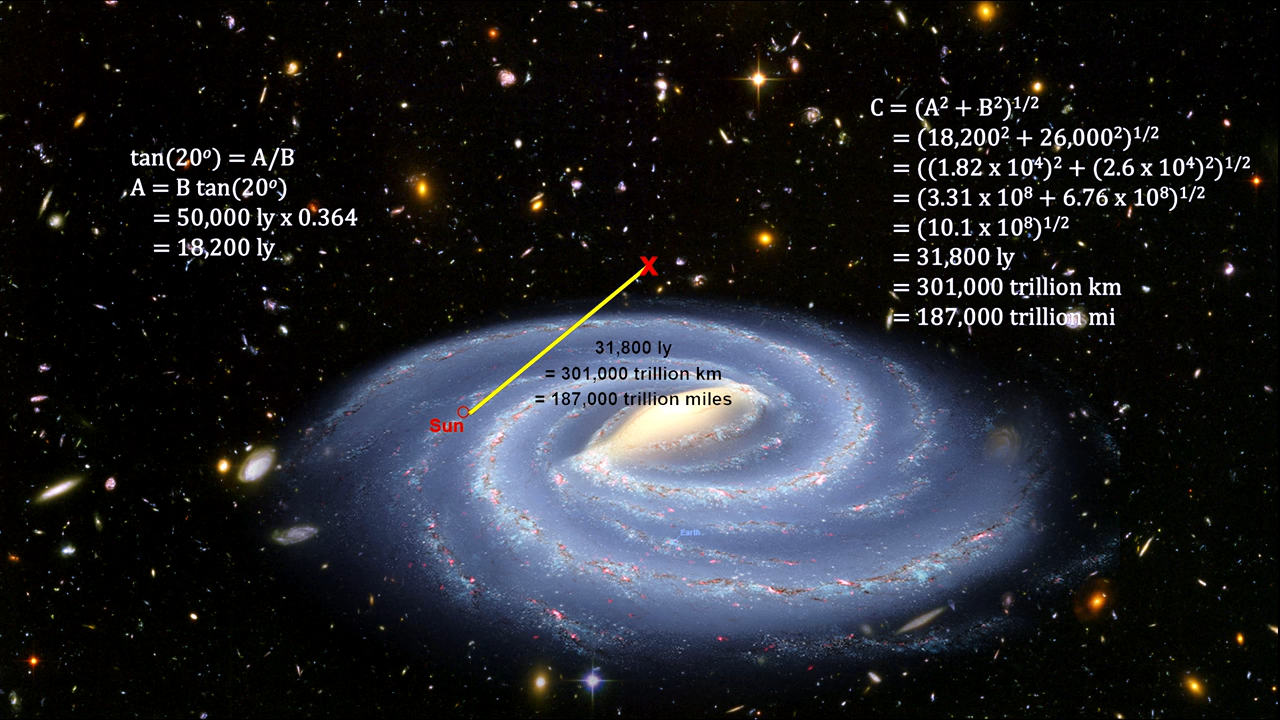 tan(20º) = A/B
A = B tan(20º)
= 50,000 ly x 0.364
= 18,200 ly
C = (A² + B²)¹/²
= (18,200² + 26,000²)¹/²
= ((1.82 x 10⁴)² + (2.6 x 10⁴)²)¹/²
= (3.31 x 10⁸ + 6.76 x 10⁸)¹/²
= (10.1 x 10⁸)¹/²
= 31,800 ly
= 301,000 trillion km
= 187,000 trillion mi
X
31,800 ly
= 301,000 trillion km
= 187,000 trillion miles
Sun
Earth